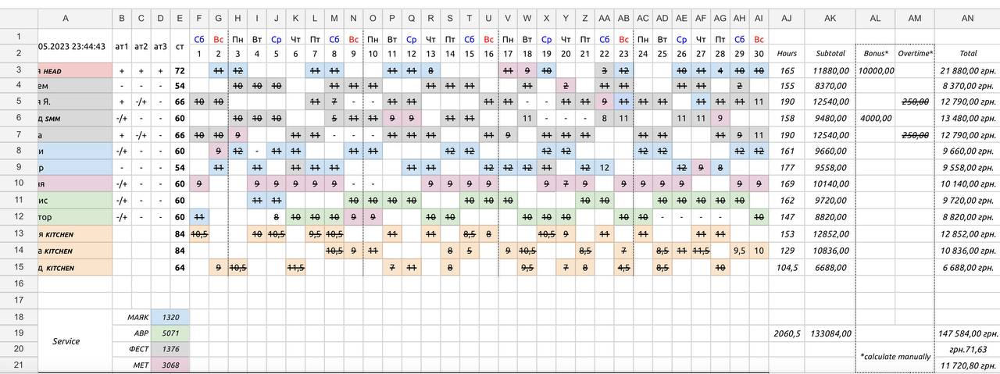 A B C D E F G H I J K L M N O P Q R S T U V W X Y Z AA AB AC AD AE AF AG AH AI AJ AK AL AM AN
1 05.2023 23:44:43 ат1 ат2 ат3 ст Сб Вс Пн Вт Ср Чт Пт Сб Вс Пн Вт Ср Чт Пт Сб Вс Пн Вт Ср Чт Пт Сб Вс Пн Вт Ср Чт Пт Сб Вс
2 1 2 3 4 5 6 7 8 9 10 11 12 13 14 15 16 17 18 19 20 21 22 23 24 25 26 27 28 29 30 Hours Subtotal Bonus* Overtime* Total
3 я HEAD + + + 72 11 12 11 11 11 11 8 11 9 10 3 12 10 11 4 10 10 165 11880,00 10000,00 21 880,00 грн.
4 ем - - - 54 10 10 10 11 11 11 11 11 11 11 2 11 11 11 11 2 155 8370,00 8 370,00 грн.
5 я Я. + -/+ - 66 10 10 11 7 - - 11 11 11 11 - - 11 11 9 11 11 11 11 11 11 11 190 12540,00 250,00 12 790,00 грн.
6 д SMM -/+ - - 60 10 10 10 5 11 11 9 9 11 11 11 - - - 8 11 11 11 9 158 9480,00 4000,00 13 480,00 грн.
7 а + -/+ - 66 10 10 9 11 11 - - - 11 11 11 11 9 11 11 11 11 11 11 9 11 190 12540,00 250,00 12 790,00 грн.
8 и -/+ - - 60 9 12 - 11 11 11 11 12 12 12 12 12 12 12 12 161 9660,00 9 660,00 грн.
9 р - - - 54 11 11 11 11 11 12 11 12 12 12 11 11 12 12 9 8 177 9558,00 9 558,00 грн.
10 ія -/+ - - 60 9 9 9 9 9 9 - - 9 9 9 9 9 7 9 9 9 9 9 9 9 169 10140,00 10 140,00 грн.
11 ис -/+ - - 60 11 11 10 10 10 10 10 10 10 10 10 10 10 10 10 10 162 9720,00 9 720,00 грн.
12 тор -/+ - - 60 11 8 10 10 10 9 9 10 10 10 10 10 10 10 - - - - 10 147 8820,00 8 820,00 грн.
13 я KITCHEN 84 10,5 10 10,5 9,5 10,5 11 11 8,5 8 10,5 9 11 11 11 11 153 12852,00 12 852,00 грн.
14 а KITCHEN 84 10,5 9 11 8 5 9 10,5 8,5 7 8,5 11 11,5 9,5 10 129 10836,00 10 836,00 грн.
15 д KITCHEN 64 9 10,5 11,5 7 11 8 9,5 7 8 4,5 8,5 10 104,5 6688,00 6 688,00 грн.
16
17
18 МАЯК 1320
19 Service АВР 5071 2060,5 133084,00 147 584,00 грн.
20 ФЕСТ 1376 *calculate manually грн.71,63
21 МЕТ 3068 11 720,80 грн.